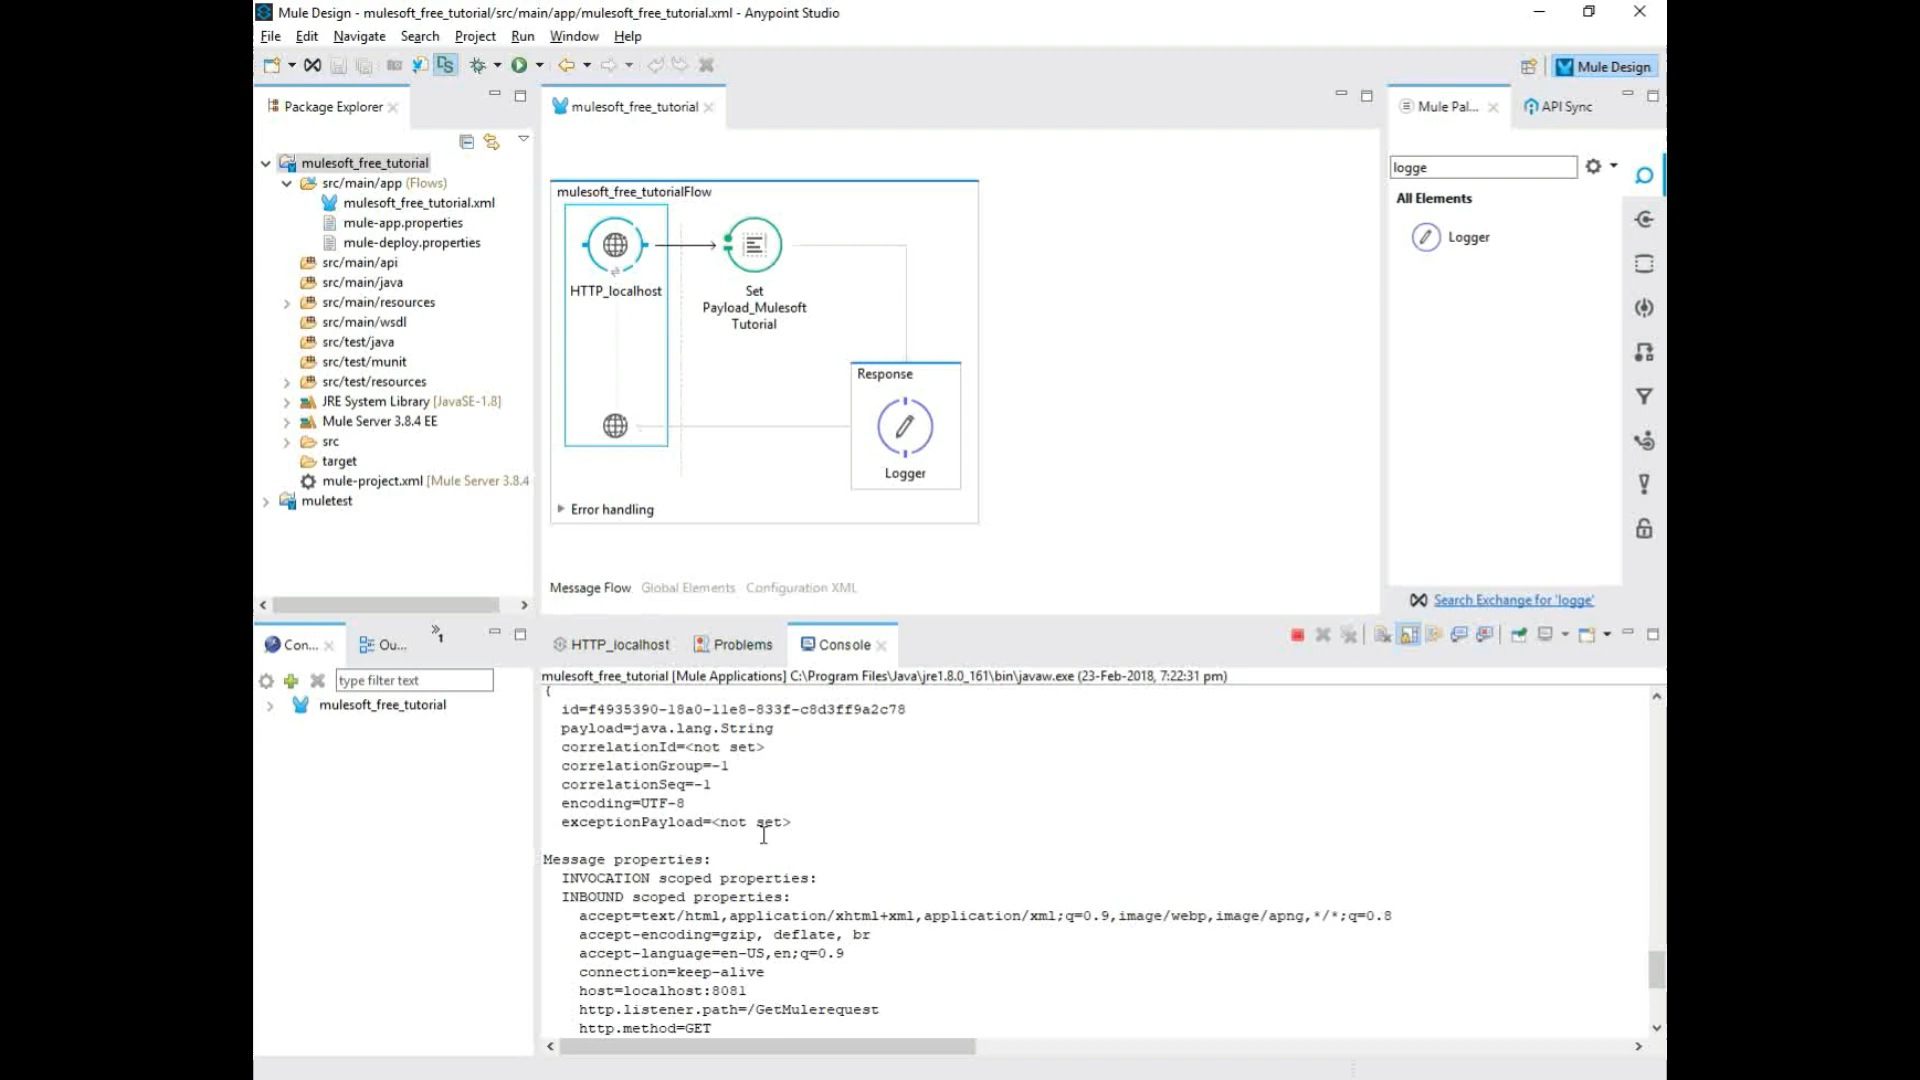 Mule Design - mulesoft_free_tutorial/src/main/app/mulesoft_free_tutorial.xml - Anypoint Studio
File Edit Navigate Search Project Run Window Help
Mule Design
Package Explorer
mulesoft_free_tutorial
Mule Pal...
API Sync
mulesoft_free_tutorial
src/main/app (Flows)
mulesoft_free_tutorial.xml
mule-app.properties
mule-deploy.properties
src/main/api
src/main/java
src/main/resources
src/main/wsdl
src/test/java
src/test/munit
src/test/resources
JRE System Library [JavaSE-1.8]
Mule Server 3.8.4 EE
src
target
mule-project.xml [Mule Server 3.8.4
muletest
mulesoft_free_tutorialFlow
HTTP_localhost
Set
Payload_Mulesoft
Tutorial
Response
Logger
Error handling
Message Flow Global Elements Configuration XML
logge
All Elements
Logger
Search Exchange for 'logge'
Con...
Ou...
1
type filter text
mulesoft_free_tutorial
HTTP_localhost
Problems
Console
mulesoft_free_tutorial [Mule Applications] C:\Program Files\Java\jre1.8.0_161\bin\javaw.exe (23-Feb-2018, 7:22:31 pm)
{
id=f4935390-18a0-11e8-833f-c8d3ff9a2c78
payload=java.lang.String
correlationId=<not set>
correlationGroup=-1
correlationSeq=-1
encoding=UTF-8
exceptionPayload=<not set>
Message properties:
INVOCATION scoped properties:
INBOUND scoped properties:
accept=text/html,application/xhtml+xml,application/xml;q=0.9,image/webp,image/apng,*/*;q=0.8
accept-encoding=gzip, deflate, br
accept-language=en-US,en;q=0.9
connection=keep-alive
host=localhost:8081
http.listener.path=/GetMulerequest
http.method=GET